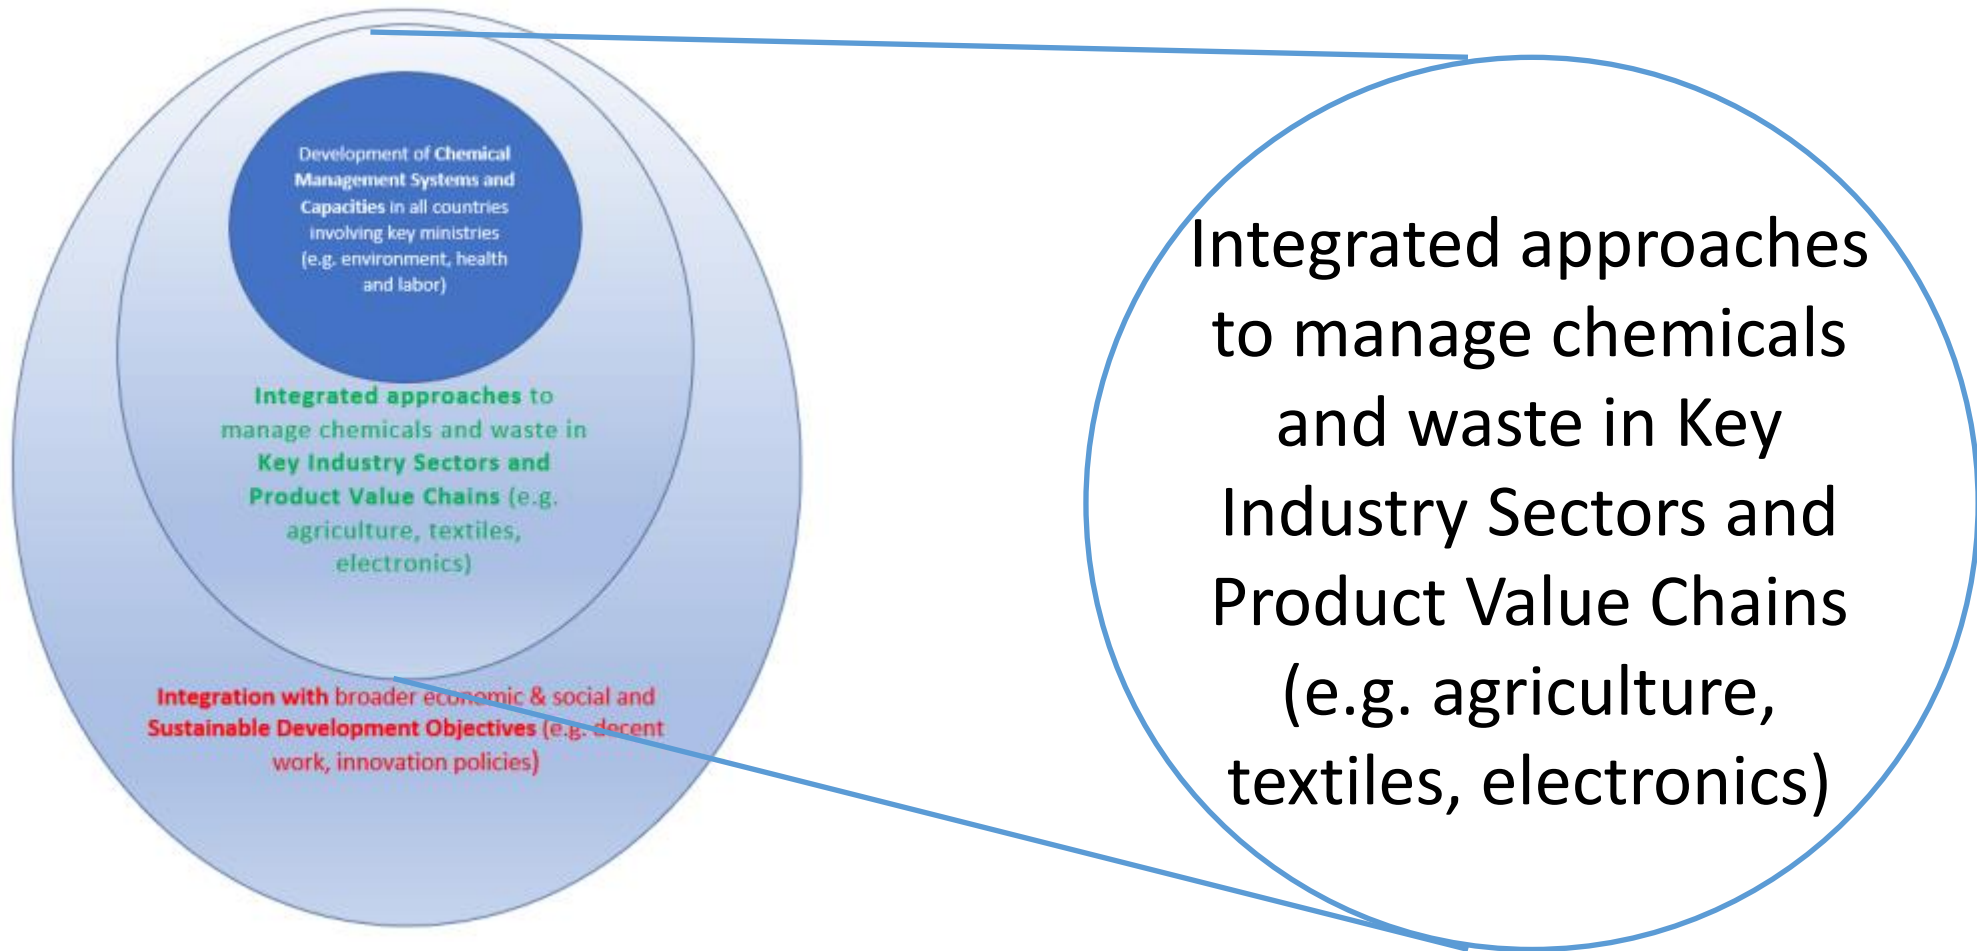 Development of Chemical
Management Systems and
Capacities in all countries
involving key ministries
(e.g. environment, health
and labor)
Integrated approaches to
manage chemicals and waste in
Key Industry Sectors and
Product Value Chains (e.g.
agriculture, textiles,
electronics)
Integration with broader economic & social and
Sustainable Development Objectives (e.g. decent
work, innovation policies)
Integrated approaches
to manage chemicals
and waste in Key
Industry Sectors and
Product Value Chains
(e.g. agriculture,
textiles, electronics)